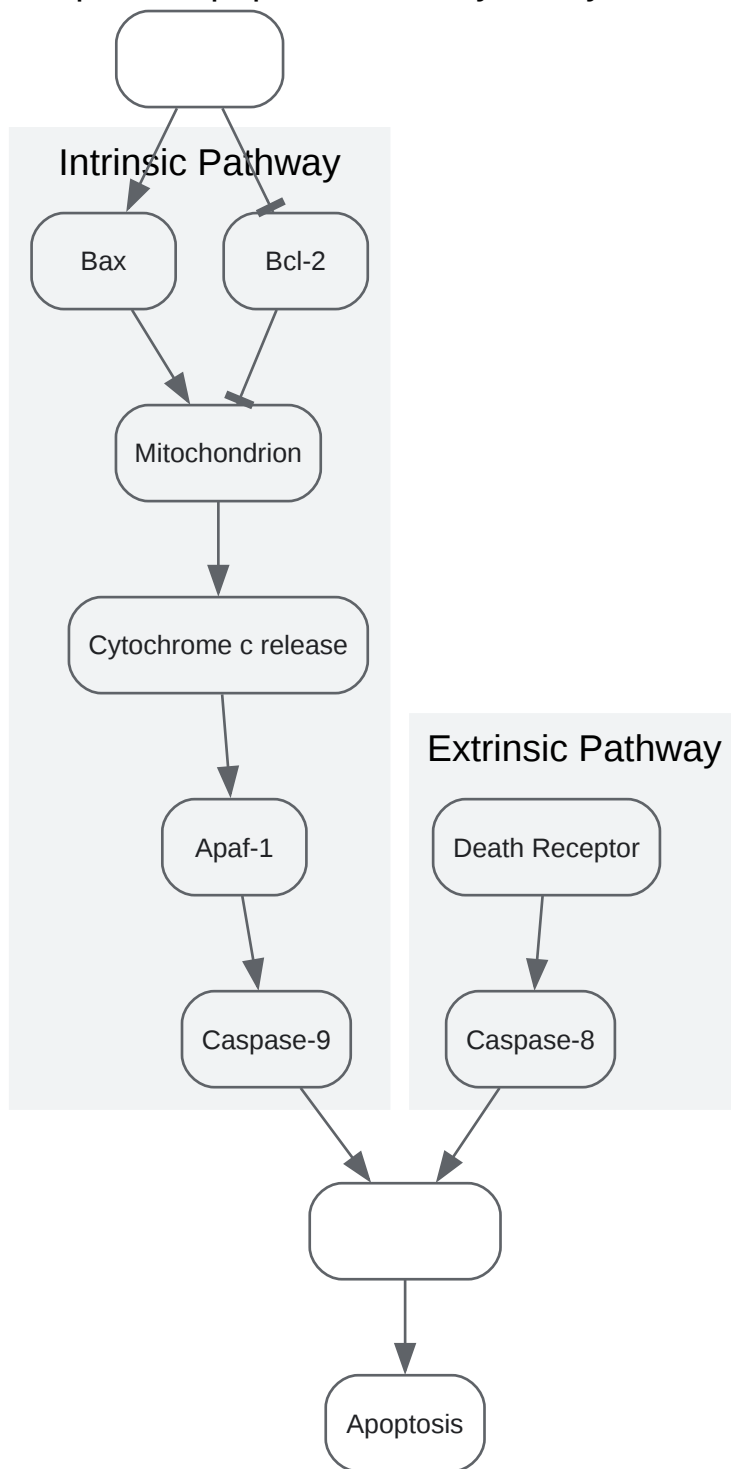 Intrinsic Pathway
Bax
Bcl-2
Mitochondrion
Cytochrome c release
Extrinsic Pathway
Apaf-1
Death Receptor
Caspase-9
Caspase-8
Apoptosis